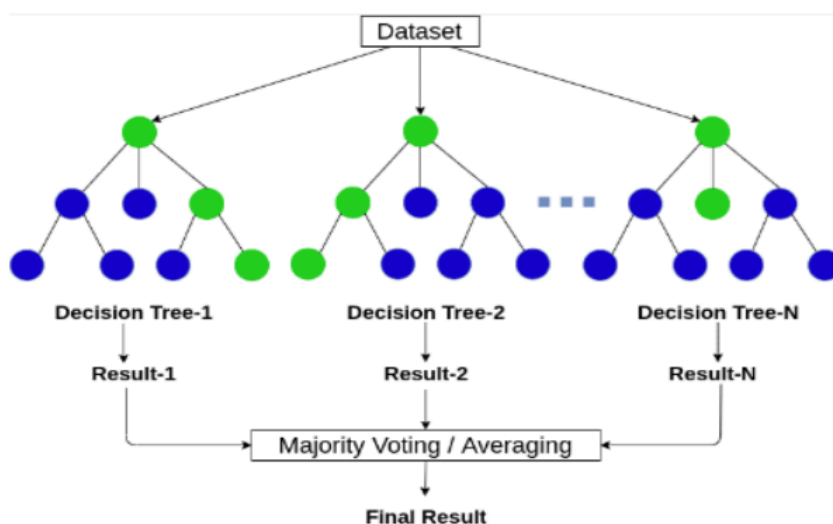 Dataset
Decision Tree-1
Decision Tree-2
Decision Tree-N
Result-1
Result-2
Result-N
Majority Voting / Averaging
Final Result